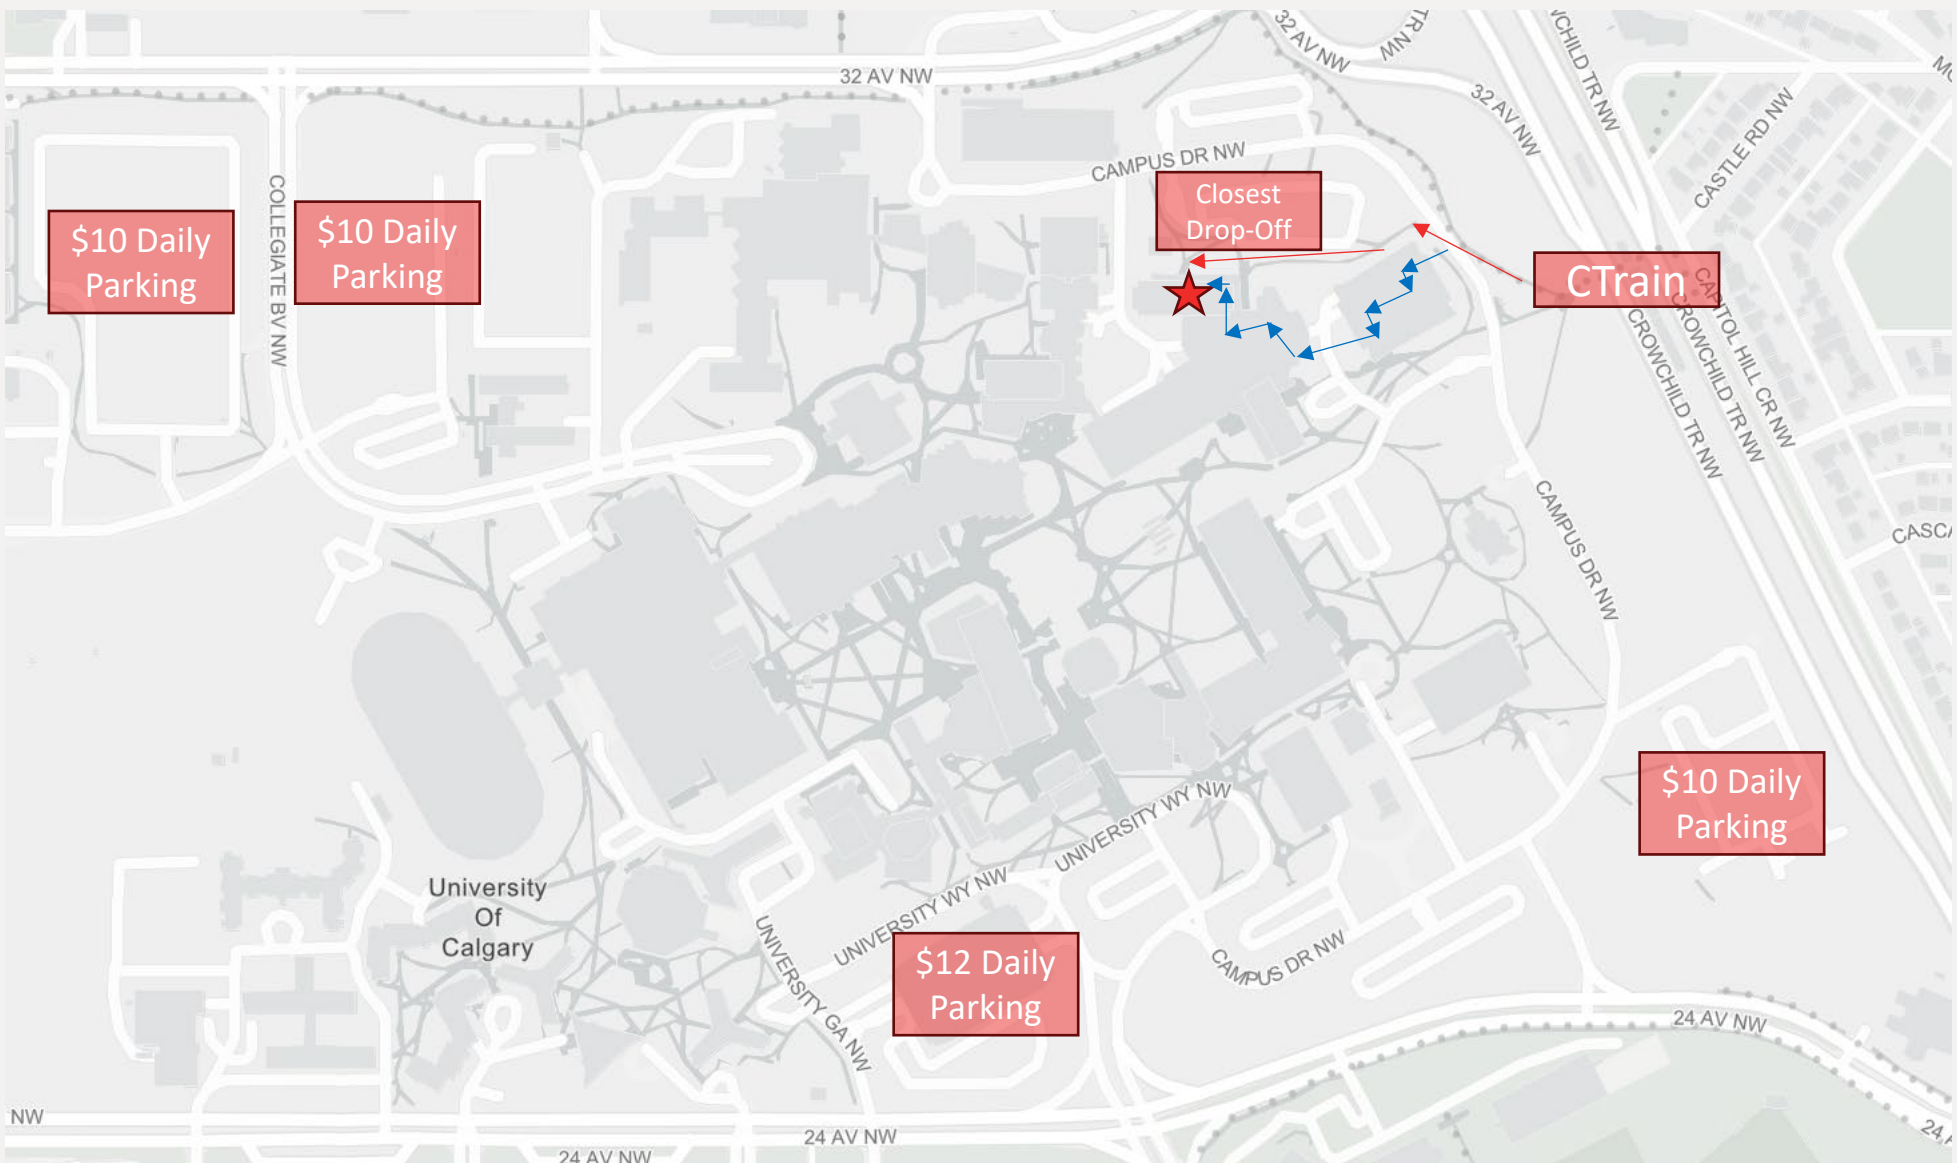 32 AV NW
32 AV NW
TR NW
32 AV NW
CASTLE RD NW
CAMPUS DR NW
COLLEGIATE BV NW
$10 Daily
Parking
$10 Daily
Parking
Closest
Drop-Off
CTrain
CAPITOL HILL CR NW
CROWCHILD TR NW
CROWCHILD TR NW
CAMPUS DR NW
$10 Daily
Parking
UNIVERSITY WY NW
UNIVERSITY WY NW
University
Of
Calgary
UNIVERSITY GA NW
$12 Daily
Parking
CAMPUS DR NW
24 AV NW
NW
24 AV NW
24 AV NW